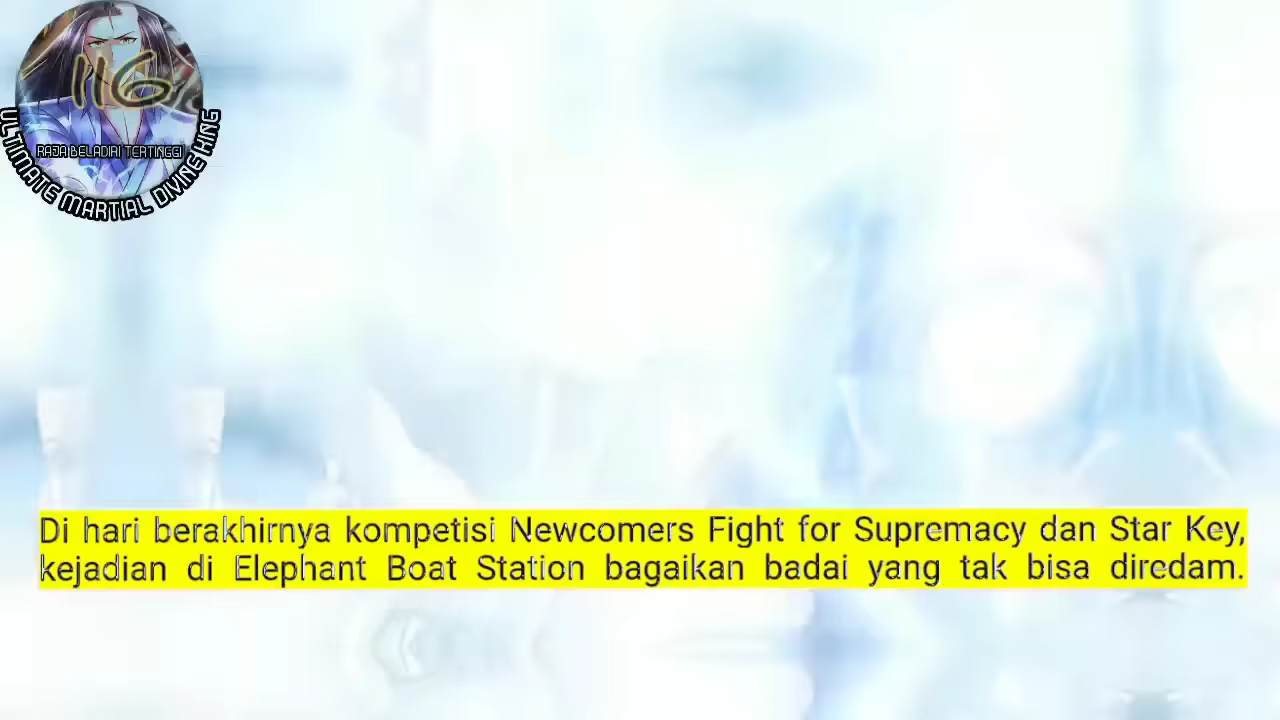 116
RAJA BELADIRI TERTINGGI
ULTIMATE MARTIAL DIVINE KING
Di hari berakhirnya kompetisi Newcomers Fight for Supremacy dan Star Key,
kejadian di Elephant Boat Station bagaikan badai yang tak bisa diredam.